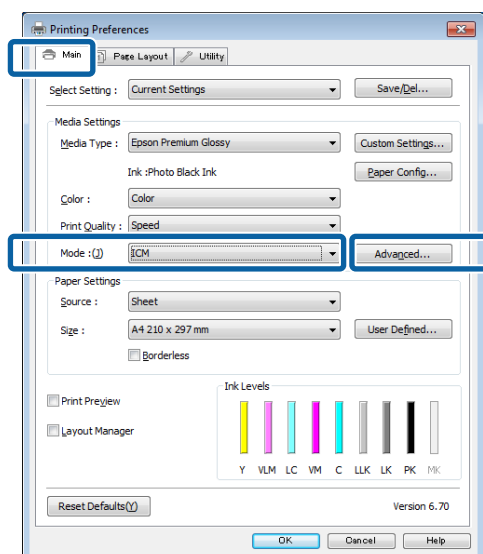 Printing Preferences
Main Page Layout Utility
Select Setting : Current Settings Save/Del...
Media Settings
Media Type : Epson Premium Glossy Custom Settings...
Ink :Photo Black Ink Paper Config...
Color : Color
Print Quality : Speed
Mode :(J) ICM Advanced...
Paper Settings
Source : Sheet
Size : A4 210 x 297 mm User Defined...
Borderless
Ink Levels
Print Preview
Layout Manager
Y VLM LC VM C LLK LK PK MK
Reset Defaults(Y) Version 6.70
OK Cancel Help